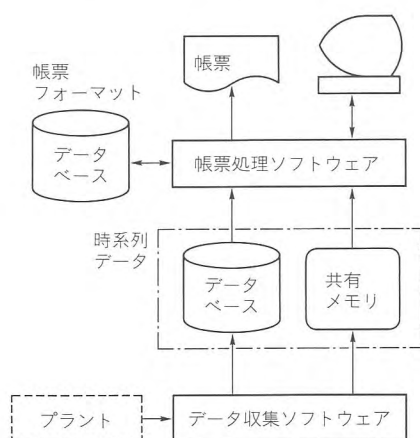 帳票
帳票
フォーマット
データ
ベース
帳票処理ソフトウェア
時系列
データ
データ
ベース
共有
メモリ
プラント
データ収集ソフトウェア